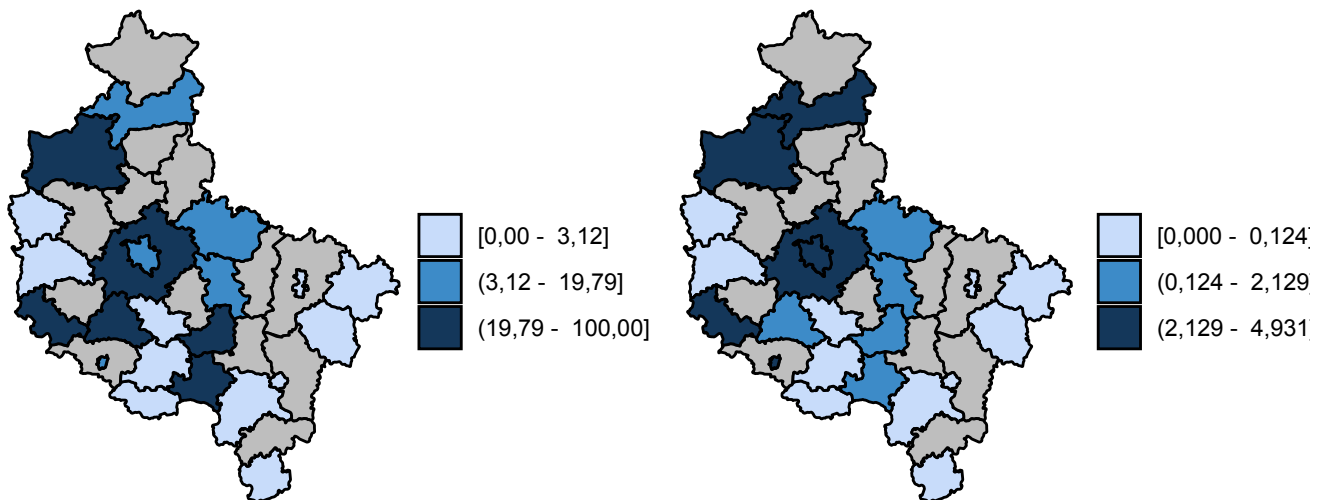 [0,00 - 3,12]
(3,12 - 19,79]
(19,79 - 100,00]
[0,000 - 0,124]
(0,124 - 2,129]
(2,129 - 4,931]